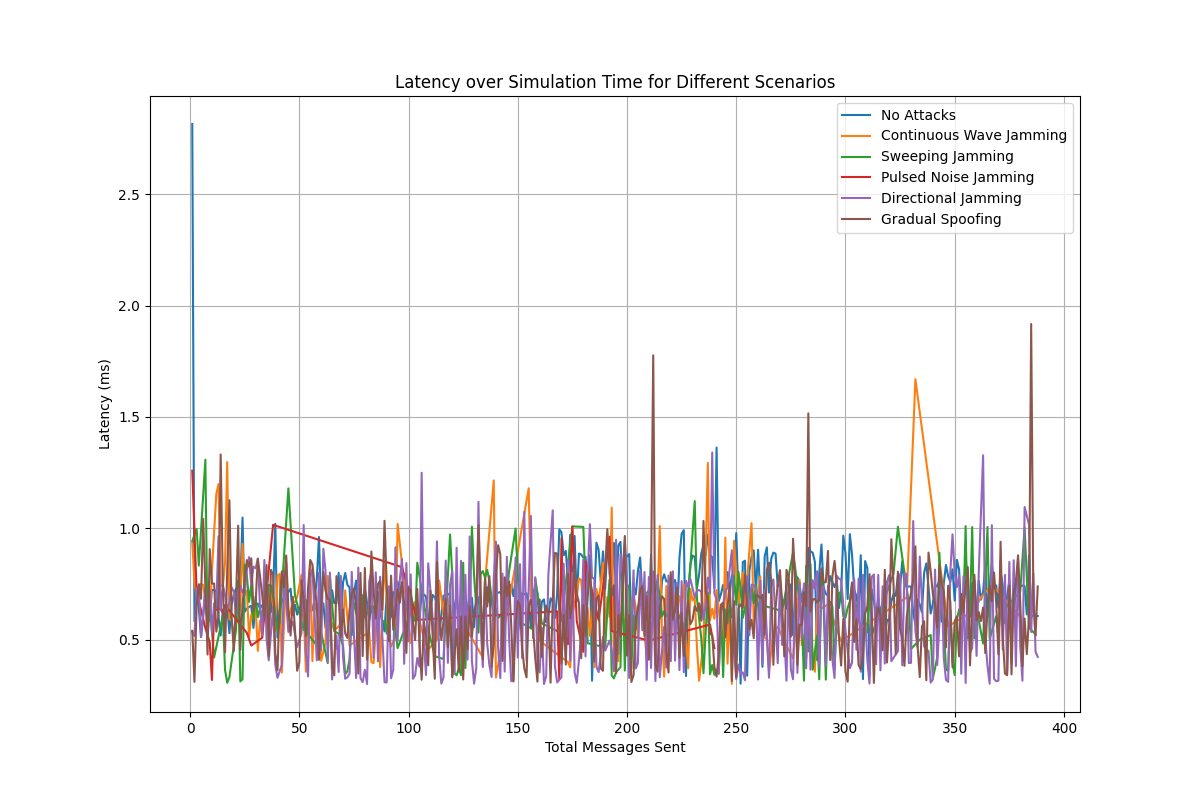 Latency over Simulation Time for Different Scenarios
No Attacks
Continuous Wave Jamming
Sweeping Jamming
Pulsed Noise Jamming
Directional Jamming
Gradual Spoofing
Latency (ms)
2.5
2.0
1.5
1.0
0.5
0 50 100 150 200 250 300 350 400
Total Messages Sent